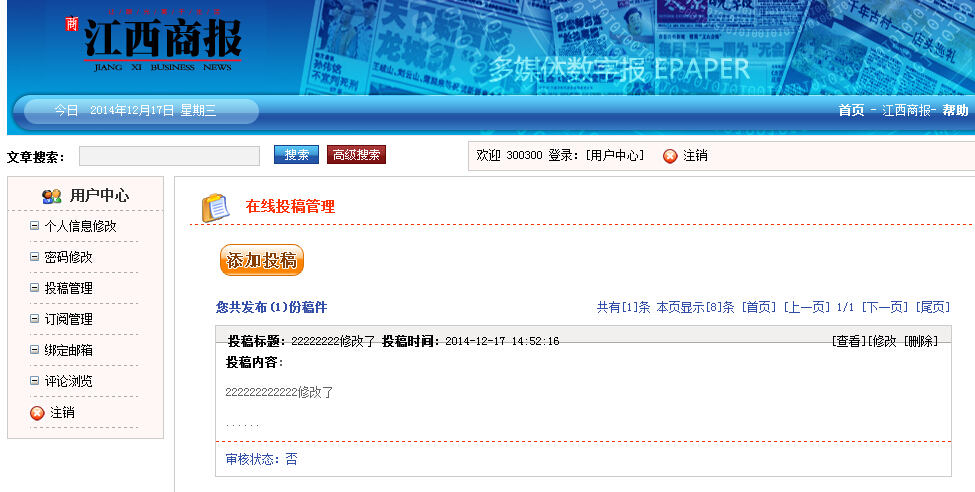 商
江西商报
JIANG XI BUSINESS NEWS
多媒体数字报 EPAPER
今日 2014年12月17日 星期三
首页 - 江西商报- 帮助
文章搜索: 搜索 高级搜索
欢迎 300300 登录: [用户中心] 注销
用户中心
个人信息修改
密码修改
投稿管理
订阅管理
绑定邮箱
评论浏览
注销
在线投稿管理
添加投稿
您共发布(1)份稿件
共有[1]条 本页显示[8]条 [首页] [上一页] 1/1 [下一页] [尾页]
投稿标题: 22222222修改了 投稿时间: 2014-12-17 14:52:16
[查看][修改 [删除]
投稿内容:
222222222222修改了
......
审核状态: 否